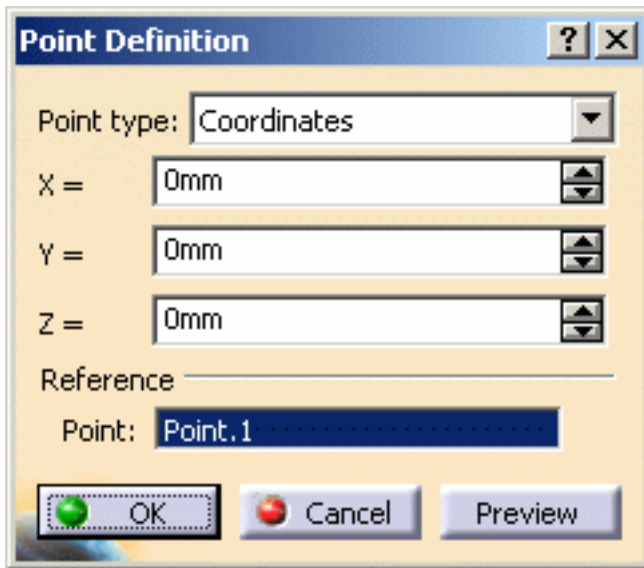 Point Definition
Point type: Coordinates
X = 0mm
Y = 0mm
Z = 0mm
Reference
Point: Point.1
OK Cancel Preview